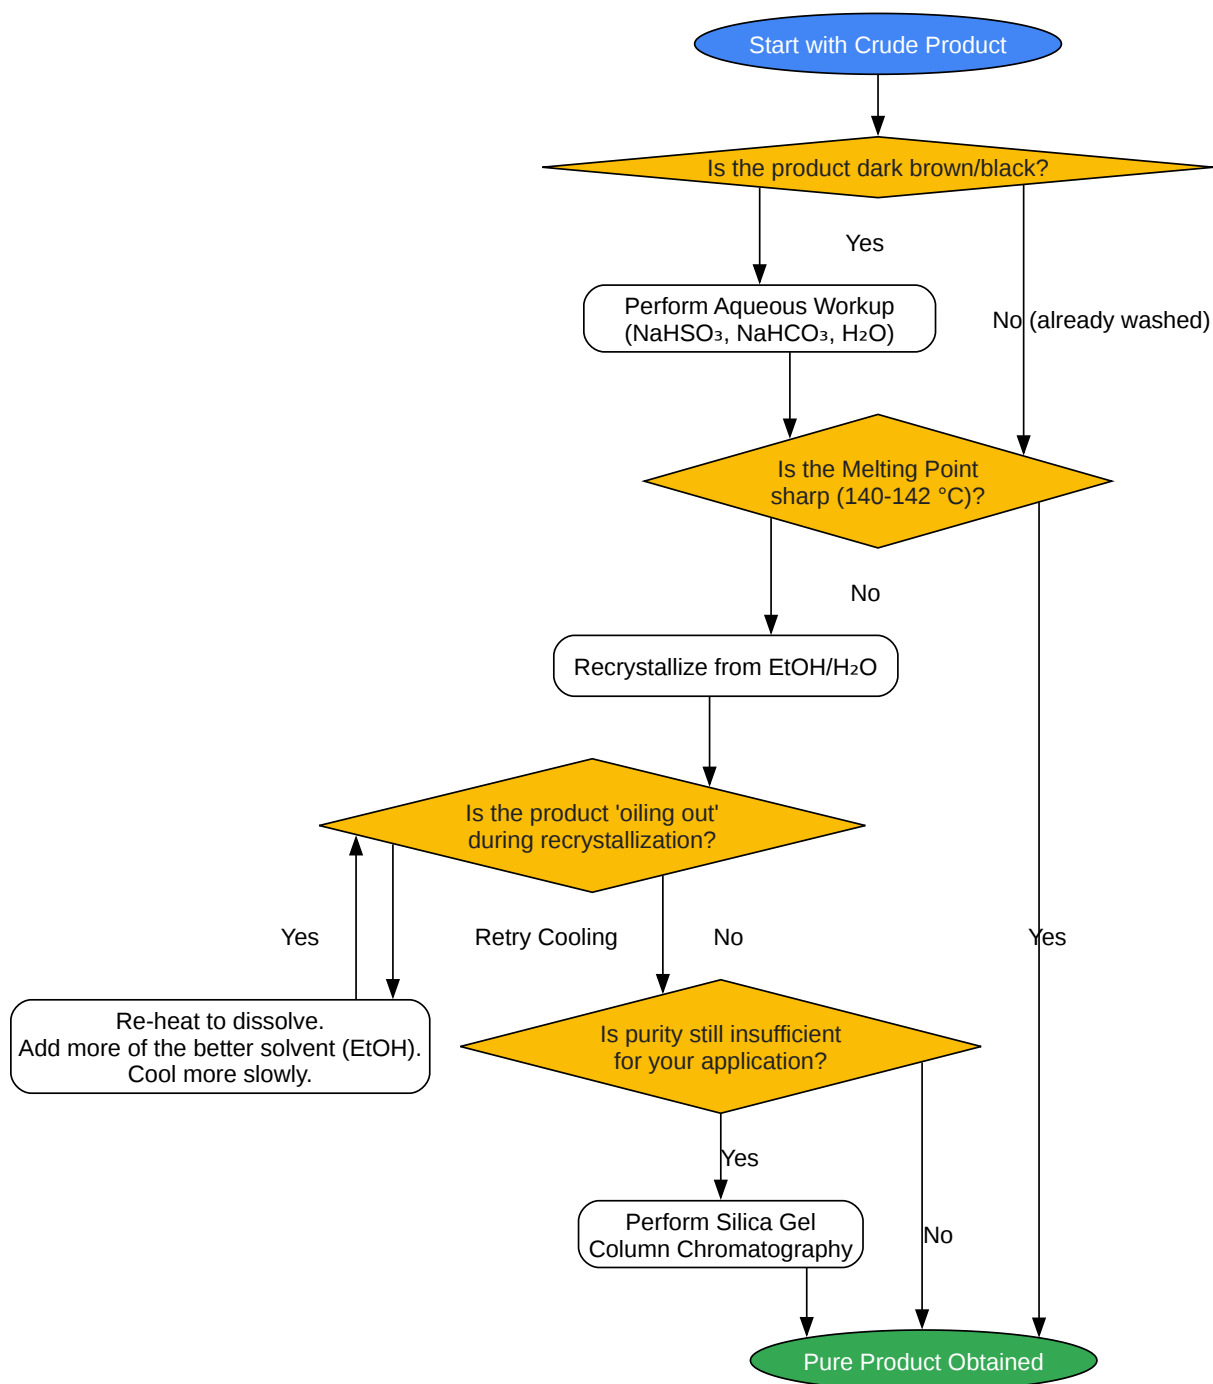 Start with Crude Product
Is the product dark brown/black?
Yes
Perform Aqueous Workup
(NaHSO₃, NaHCO₃, H₂O)
No (already washed)
Is the Melting Point
sharp (140-142 °C)?
No
Recrystallize from EtOH/H₂O
Is the product 'oiling out'
during recrystallization?
Yes
Retry Cooling
No
Yes
Re-heat to dissolve.
Add more of the better solvent (EtOH).
Cool more slowly.
Is purity still insufficient
for your application?
Yes
Perform Silica Gel
Column Chromatography
No
Pure Product Obtained